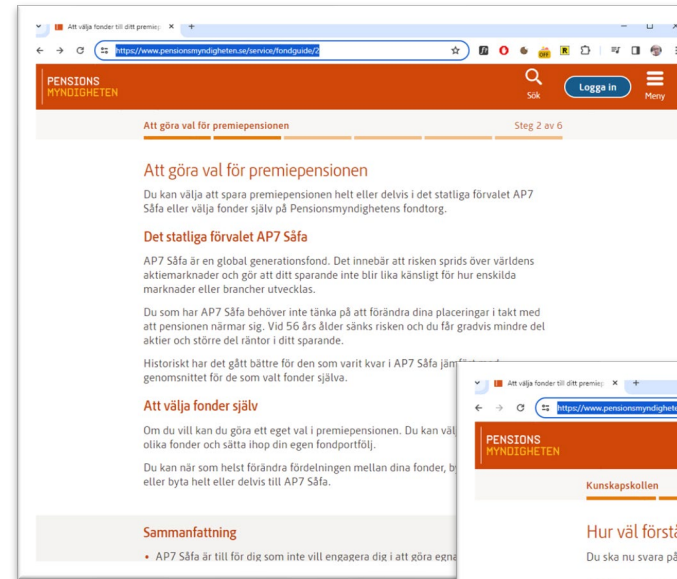 Att välja fonder till ditt premiep
https://www.pensionsmyndigheten.se/service/fondguide/2
PENSIONS
MYNDIGHETEN
Sök
Logga in
Meny
Att göra val för premiepensionen
Steg 2 av 6
Att göra val för premiepensionen
Du kan välja att spara premiepensionen helt eller delvis i det statliga förvalet AP7
Såfa eller välja fonder själv på Pensionsmyndighetens fondtorg.
Det statliga förvalet AP7 Såfa
AP7 Såfa är en global generationsfond. Det innebär att risken sprids över världens
aktiemarknader och gör att ditt sparande inte blir lika känsligt för hur enskilda
marknader eller brancher utvecklas.
Du som har AP7 Såfa behöver inte tänka på att förändra dina placeringar i takt med
att pensionen närmar sig. Vid 56 års ålder sänks risken och du får gradvis mindre del
aktier och större del räntor i ditt sparande.
Historiskt har det gått bättre för den som varit kvar i AP7 Såfa
genomsnittet för de som valt fonder själva.
Att välja fonder själv
Om du vill kan du göra ett eget val i premiepensionen. Du kan väl
olika fonder och sätta ihop din egen fondportfölj.
Du kan när som helst förändra fördelningen mellan dina fonder, b
eller byta helt eller delvis till AP7 Såfa.
Sammanfattning
• AP7 Såfa är till för dig som inte vill engagera dig i att göra egna
Att välja fonder till ditt premiep
https://www.pensionsmyndighete
PENSIONS
MYNDIGHETEN
Kunskapskollen
Hur väl förstå
Du ska nu svara på